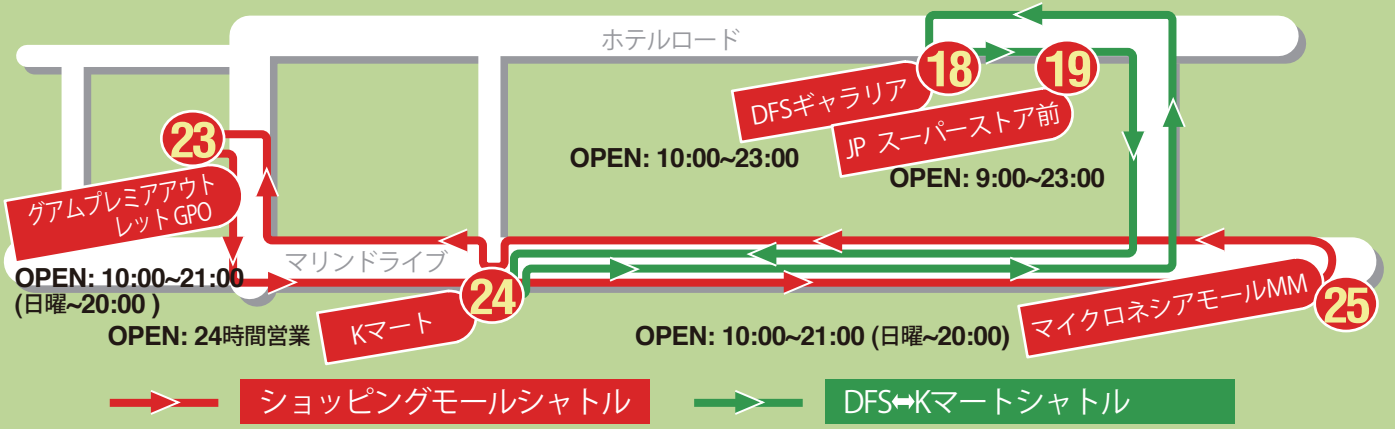 ホテルロード
18
19
DFSギャラリア
JP スーパーストア前
OPEN: 10:00~23:00
OPEN: 9:00~23:00
23
グアムプレミアアウト
レット GPO
OPEN: 10:00~21:00
(日曜~20:00 )
マリンドライブ
24
Kマート
OPEN: 24時間営業
マイクロネシアモールMM
25
OPEN: 10:00~21:00 (日曜~20:00)
ショッピングモールシャトル
DFS⬌Kマートシャトル